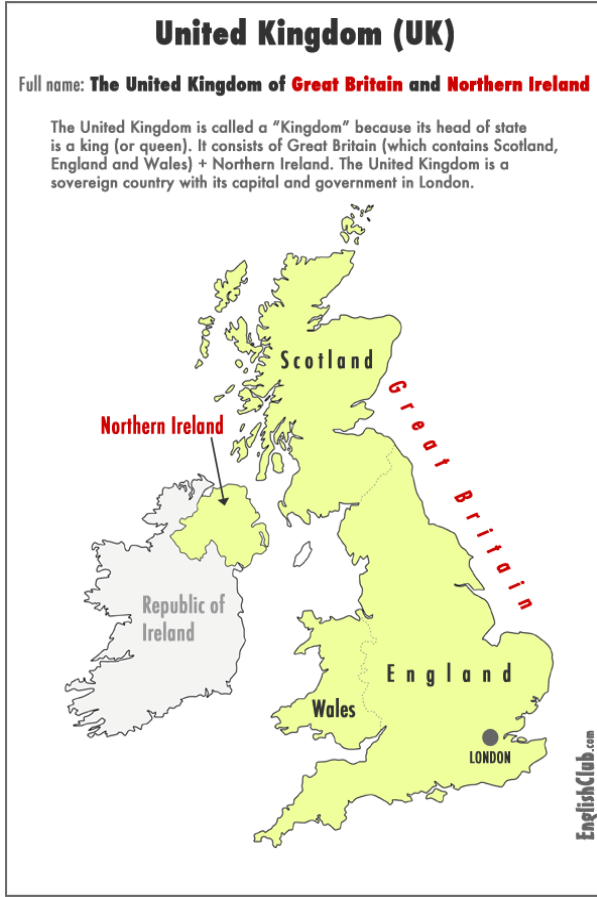 United Kingdom (UK)
Full name: The United Kingdom of Great Britain and Northern Ireland
The United Kingdom is called a “Kingdom” because its head of state
is a king (or queen). It consists of Great Britain (which contains Scotland,
England and Wales) + Northern Ireland. The United Kingdom is a
sovereign country with its capital and government in London.
Scotland
Great Britain
Northern Ireland
Republic of
Ireland
England
Wales
LONDON
EnglishClub.com